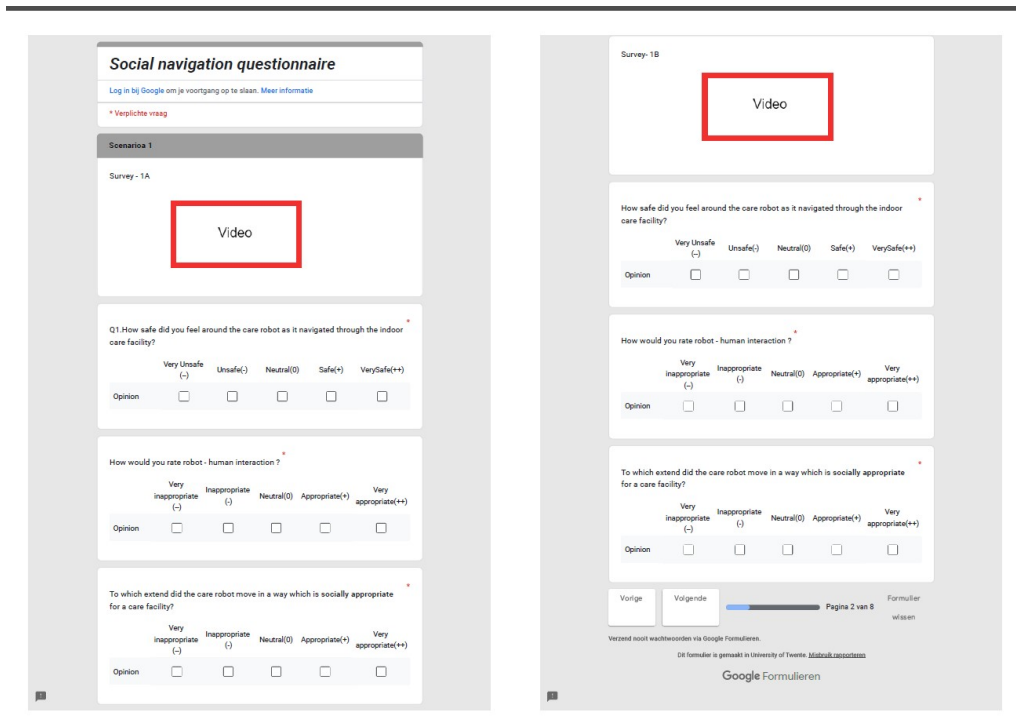 Social navigation questionnaire
Log in bij Google om je voortgang op te slaan. Meer informatie
* Verplichte vraag
Scenarioa 1
Survey - 1A
Video
*
Q1.How safe did you feel around the care robot as it navigated through the indoor
care facility?
Very Unsafe
(--) Unsafe(-) Neutral(0) Safe(+) VerySafe(++)
Opinion
*
How would you rate robot - human interaction ?
Very
inappropriate
(--) Inappropriate
(-) Neutral(0) Appropriate(+) Very
appropriate(++)
Opinion
*
To which extend did the care robot move in a way which is socially appropriate
for a care facility?
Very
inappropriate
(--) Inappropriate
(-) Neutral(0) Appropriate(+) Very
appropriate(++)
Opinion
Survey- 1B
Video
*
How safe did you feel around the care robot as it navigated through the indoor
care facility?
Very Unsafe
(--) Unsafe(-) Neutral(0) Safe(+) VerySafe(++)
Opinion
*
How would you rate robot - human interaction ?
Very
inappropriate
(--) Inappropriate
(-) Neutral(0) Appropriate(+) Very
appropriate(++)
Opinion
*
To which extend did the care robot move in a way which is socially appropriate
for a care facility?
Very
inappropriate
(--) Inappropriate
(-) Neutral(0) Appropriate(+) Very
appropriate(++)
Opinion
Vorige Volgende Pagina 2 van 8 Formulier
wissen
Verzend nooit wachtwoorden via Google Formulieren.
Dit formulier is gemaakt in University of Twente. Misbruik rapporteren
Google Formulieren